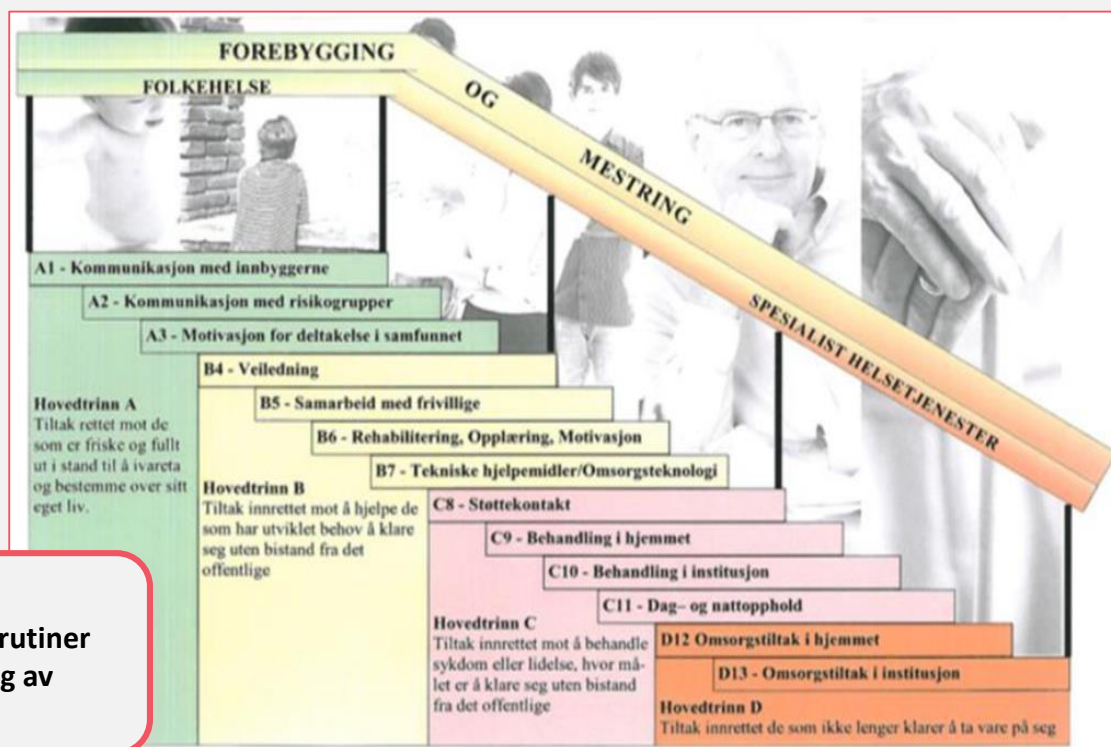 FOREBYGGING
OG
MESTRING
FOLKEHELSE
SPESIALIST HELSETJENESTER
A1 - Kommunikasjon med innbyggerne
A2 - Kommunikasjon med risikogrupper
A3 - Motivasjon for deltakelse i samfunnet
B4 - Veiledning
B5 - Samarbeid med frivillige
B6 - Rehabilitering, Opplæring, Motivasjon
B7 - Tekniske hjelpemidler/Omsorgsteknologi
C8 - Støttekontakt
C9 - Behandling i hjemmet
C10 - Behandling i institusjon
C11 - Dag– og nattopphold
D12 Omsorgstiltak i hjemmet
D13 - Omsorgstiltak i institusjon
Hovedtrinn A
Tiltak rettet mot de
som er friske og fullt
ut i stand til å ivareta
og bestemme over sitt
eget liv.
Hovedtrinn B
Tiltak innrettet mot å hjelpe de
som har utviklet behov å klare
seg uten bistand fra det
offentlige
Hovedtrinn C
Tiltak innrettet mot å behandle
sykdom eller lidelse, hvor må-
let er å klare seg uten bistand
fra det offentlige
Hovedtrinn D
Tiltak innrettet de som ikke lenger klarer å ta vare på seg
rutiner
g av